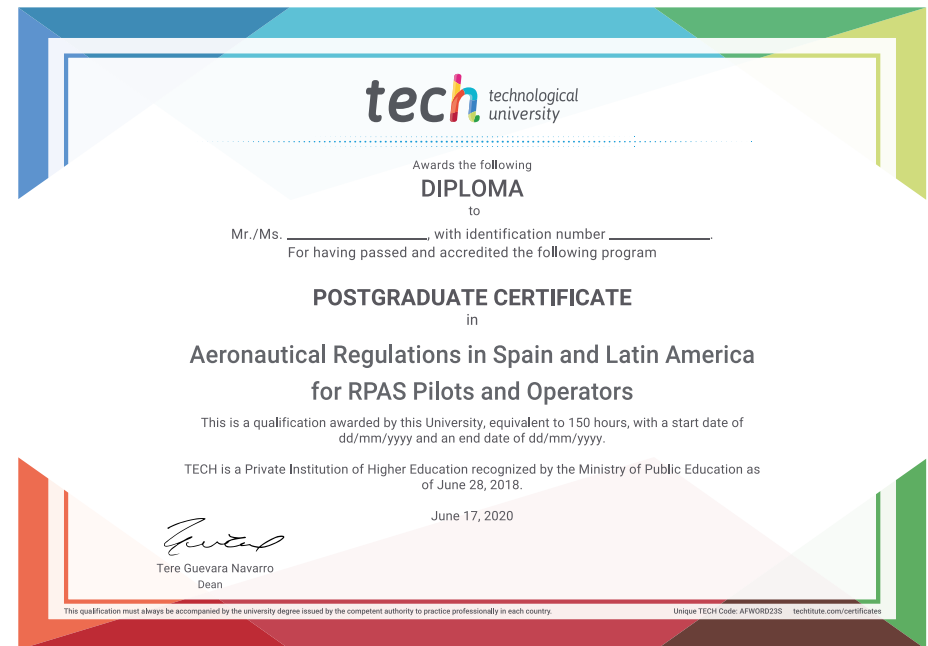 tech technological
university
Awards the following
DIPLOMA
to
Mr./Ms. ________________, with identification number ____________.
For having passed and accredited the following program
POSTGRADUATE CERTIFICATE
in
Aeronautical Regulations in Spain and Latin America
for RPAS Pilots and Operators
This is a qualification awarded by this University, equivalent to 150 hours, with a start date of
dd/mm/yyyy and an end date of dd/mm/yyyy.
TECH is a Private Institution of Higher Education recognized by the Ministry of Public Education as
of June 28, 2018.
June 17, 2020
Tere Guevara Navarro
Dean
This qualification must always be accompanied by the university degree issued by the competent authority to practice professionally in each country.
Unique TECH Code: AFWORD23S techtitute.com/certificates